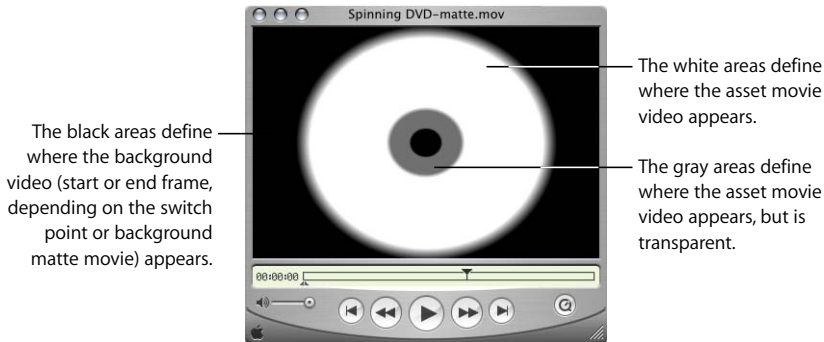 Spinning DVD-matte.mov
The black areas define
where the background
video (start or end frame,
depending on the switch
point or background
matte movie) appears.
The white areas define
where the asset movie
video appears.
The gray areas define
where the asset movie
video appears, but is
transparent.
00:00:00